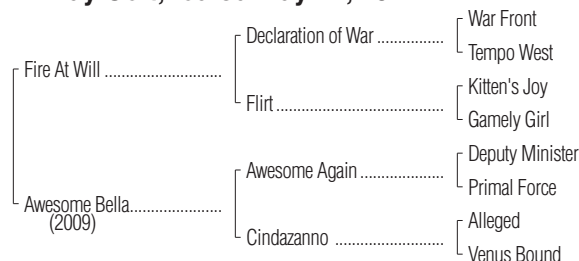 War Front
Declaration of War
Tempo West
Fire At Will
Kitten's Joy
Flirt
Gamely Girl
Deputy Minister
Awesome Again
Primal Force
Awesome Bella
(2009)
Alleged
Cindazanno
Venus Bound